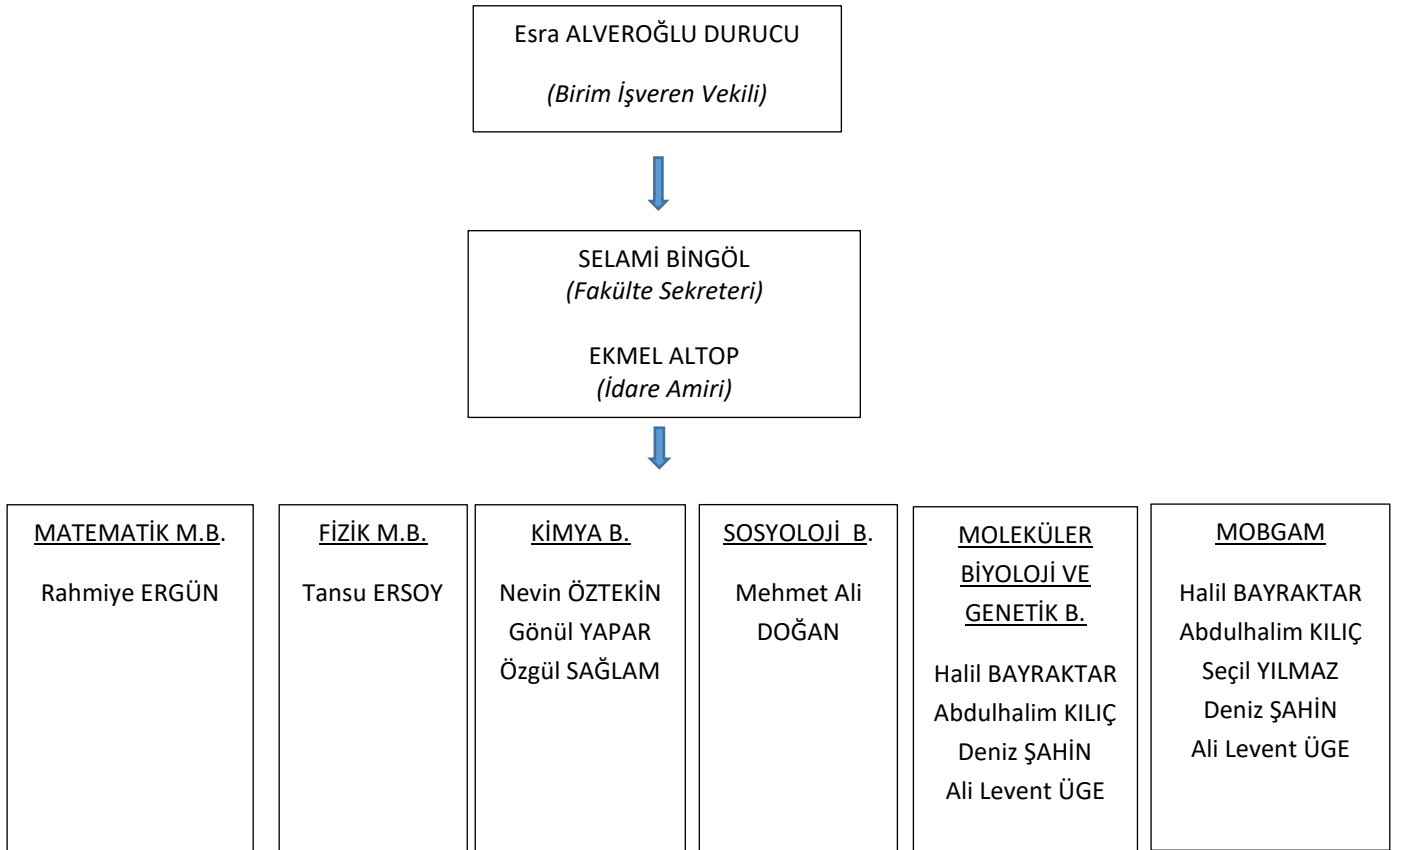 Esra ALVEROĞLU DURUCU
(Birim İşveren Vekili)
SELAMİ BİNGÖL
(Fakülte Sekreteri)
EKMEL ALTOP
(İdare Amiri)
MATEMATİK M.B.
Rahmiye ERGÜN
FİZİK M.B.
Tansu ERSOY
KİMYA B.
Nevin ÖZTEKİN
Gönül YAPAR
Özgül SAĞLAM
SOSYOLOJİ B.
Mehmet Ali
DOĞAN
MOLEKÜLER
BİYOLOJİ VE
GENETİK B.
Halil BAYRAKTAR
Abdulhalim KILIÇ
Deniz ŞAHİN
Ali Levent ÜGE
MOBGAM
Halil BAYRAKTAR
Abdulhalim KILIÇ
Seçil YILMAZ
Deniz ŞAHİN
Ali Levent ÜGE